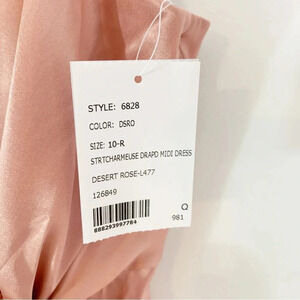 STYLE: 6828
COLOR: DSRO
SIZE: 10-R
STRTCHARMEUSE DRAPD MIDI DRESS
DESERT ROSE-L477
126849
888293997784
Q
981